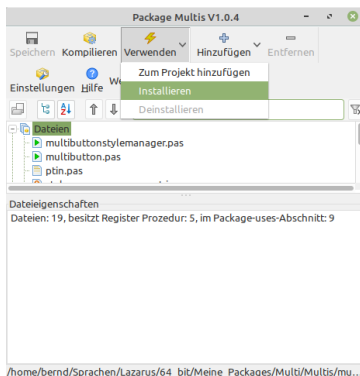 Package Multis V1.0.4
Speichern Kompilieren Verwenden Hinzufügen Entfernen
Einstellungen Hilfe We
Zum Projekt hinzufügen
Installieren
Deinstallieren
Dateien
multibuttonstylemanager.pas
multibutton.pas
ptin.pas
Dateieigenschaften
Dateien: 19, besitzt Register Prozedur: 5, im Package-uses-Abschnitt: 9
/home/bernd/Sprachen/Lazarus/64_bit/Meine_Packages/Multi/Multis/mu...